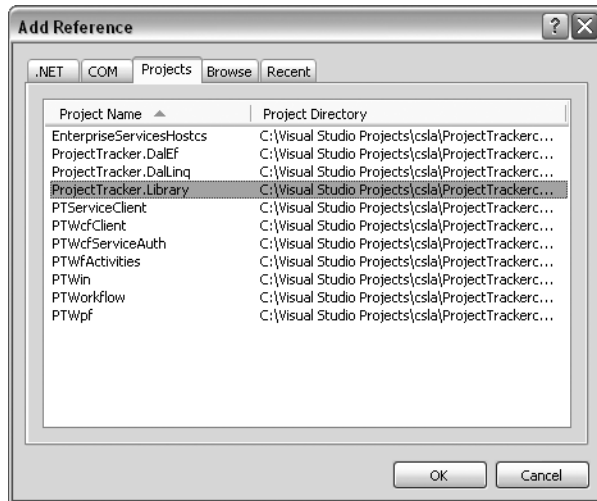 Add Reference
.NET COM Projects Browse Recent
Project Name Project Directory
EnterpriseServicesHostcs C:\Visual Studio Projects\csla\ProjectTrackerc...
ProjectTracker.DalEf C:\Visual Studio Projects\csla\ProjectTrackerc...
ProjectTracker.DalLinq C:\Visual Studio Projects\csla\ProjectTrackerc...
ProjectTracker.Library C:\Visual Studio Projects\csla\ProjectTrackerc...
PTServiceClient C:\Visual Studio Projects\csla\ProjectTrackerc...
PTWcfClient C:\Visual Studio Projects\csla\ProjectTrackerc...
PTWcfServiceAuth C:\Visual Studio Projects\csla\ProjectTrackerc...
PTWfActivities C:\Visual Studio Projects\csla\ProjectTrackerc...
PTWin C:\Visual Studio Projects\csla\ProjectTrackerc...
PTWorkflow C:\Visual Studio Projects\csla\ProjectTrackerc...
PTWpf C:\Visual Studio Projects\csla\ProjectTrackerc...
OK Cancel